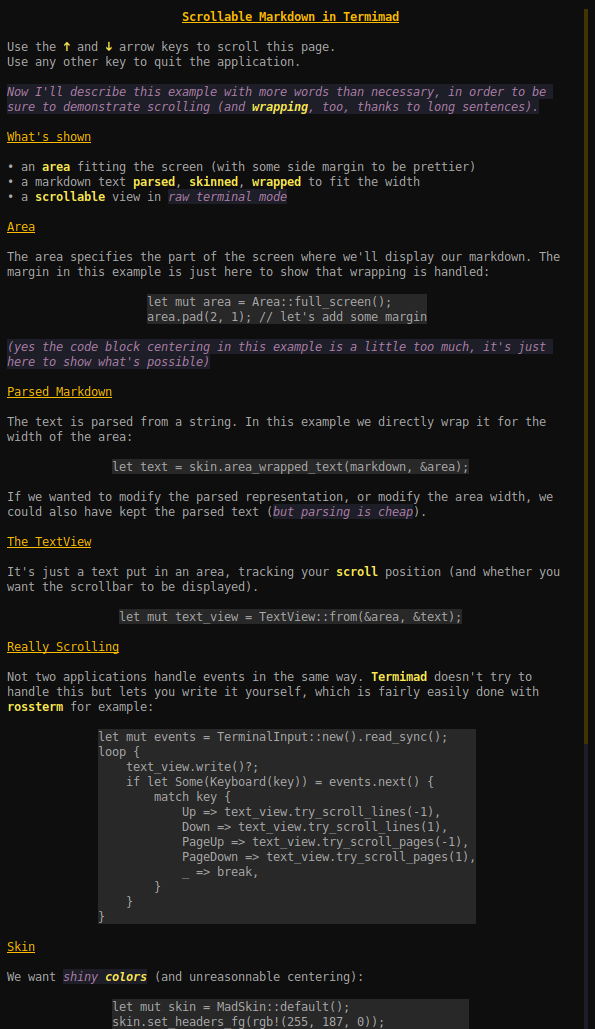 Scrollable Markdown in Termimad
Use the 🡑 and 🡓 arrow keys to scroll this page.
Use any other key to quit the application.
Now I'll describe this example with more words than necessary, in order to be
sure to demonstrate scrolling (and wrapping, too, thanks to long sentences).
What's shown
• an area fitting the screen (with some side margin to be prettier)
• a markdown text parsed, skinned, wrapped to fit the width
• a scrollable view in raw terminal mode
Area
The area specifies the part of the screen where we'll display our markdown. The
margin in this example is just here to show that wrapping is handled:
let mut area = Area::full_screen();
area.pad(2, 1); // let's add some margin
(yes the code block centering in this example is a little too much, it's just
here to show what's possible)
Parsed Markdown
The text is parsed from a string. In this example we directly wrap it for the
width of the area:
let text = skin.area_wrapped_text(markdown, &area);
If we wanted to modify the parsed representation, or modify the area width, we
could also have kept the parsed text (but parsing is cheap).
The TextView
It's just a text put in an area, tracking your scroll position (and whether you
want the scrollbar to be displayed).
let mut text_view = TextView::from(&area, &text);
Really Scrolling
Not two applications handle events in the same way. Termimad doesn't try to
handle this but lets you write it yourself, which is fairly easily done with
rossterm for example:
let mut events = TerminalInput::new().read_sync();
loop {
    text_view.write()?;
    if let Some(Keyboard(key)) = events.next() {
        match key {
            Up => text_view.try_scroll_lines(-1),
            Down => text_view.try_scroll_lines(1),
            PageUp => text_view.try_scroll_pages(-1),
            PageDown => text_view.try_scroll_pages(1),
            _ => break,
        }
    }
}
Skin
We want shiny colors (and unreasonnable centering):
let mut skin = MadSkin::default();
skin.set_headers_fg(rgb!(255, 187, 0));